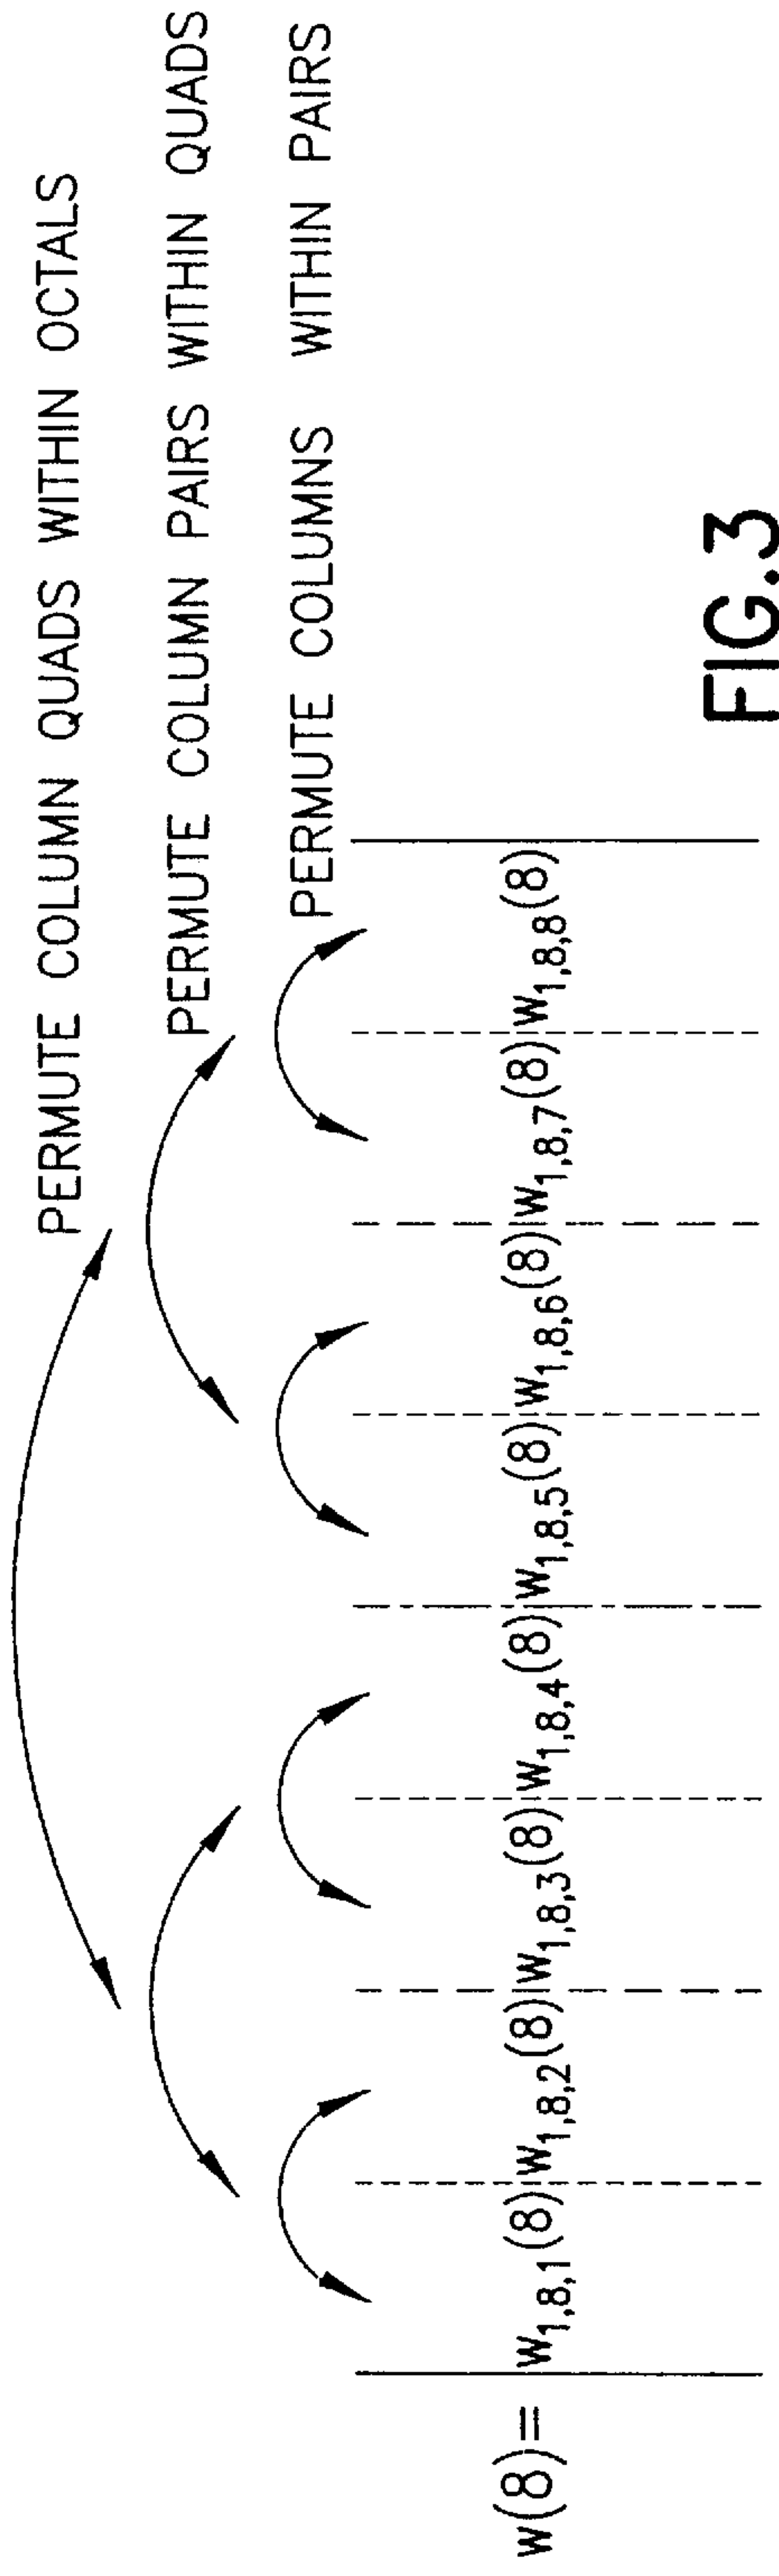 PERMUTE COLUMN QUADS WITHIN OCTALS
PERMUTE COLUMN PAIRS WITHIN QUADS
PERMUTE COLUMNS WITHIN PAIRS
w(8)= w1,8,1(8) w1,8,2(8) w1,8,3(8) w1,8,4(8) w1,8,5(8) w1,8,6(8) w1,8,7(8) w1,8,8(8)
FIG.3